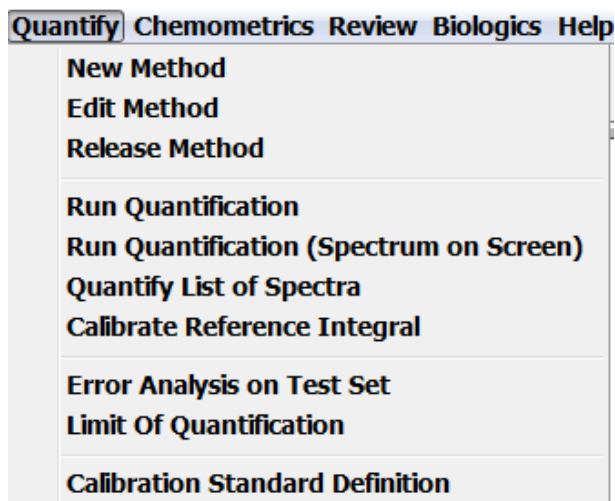 Quantify Chemometrics Review Biologics Help
New Method
Edit Method
Release Method
Run Quantification
Run Quantification (Spectrum on Screen)
Quantify List of Spectra
Calibrate Reference Integral
Error Analysis on Test Set
Limit Of Quantification
Calibration Standard Definition